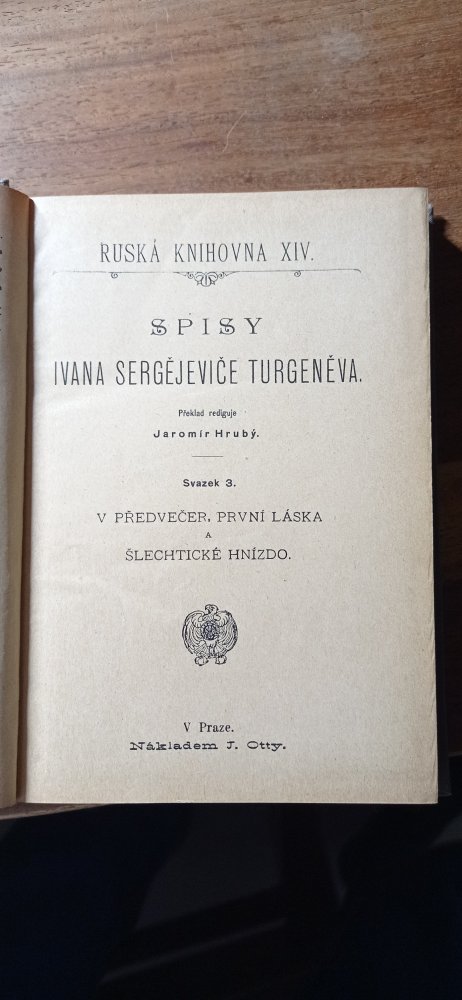 RUSKÁ KNIHOVNA XIV.
SPISY
IVANA SERGĚJEVIČE TURGENĚVA.
Překlad rediguje
Jaromír Hrubý.
Svazek 3.
V PŘEDVEČER, PRVNÍ LÁSKA
A
ŠLECHTICKÉ HNÍZDO.
V Praze.
Nákladem J. Otty.